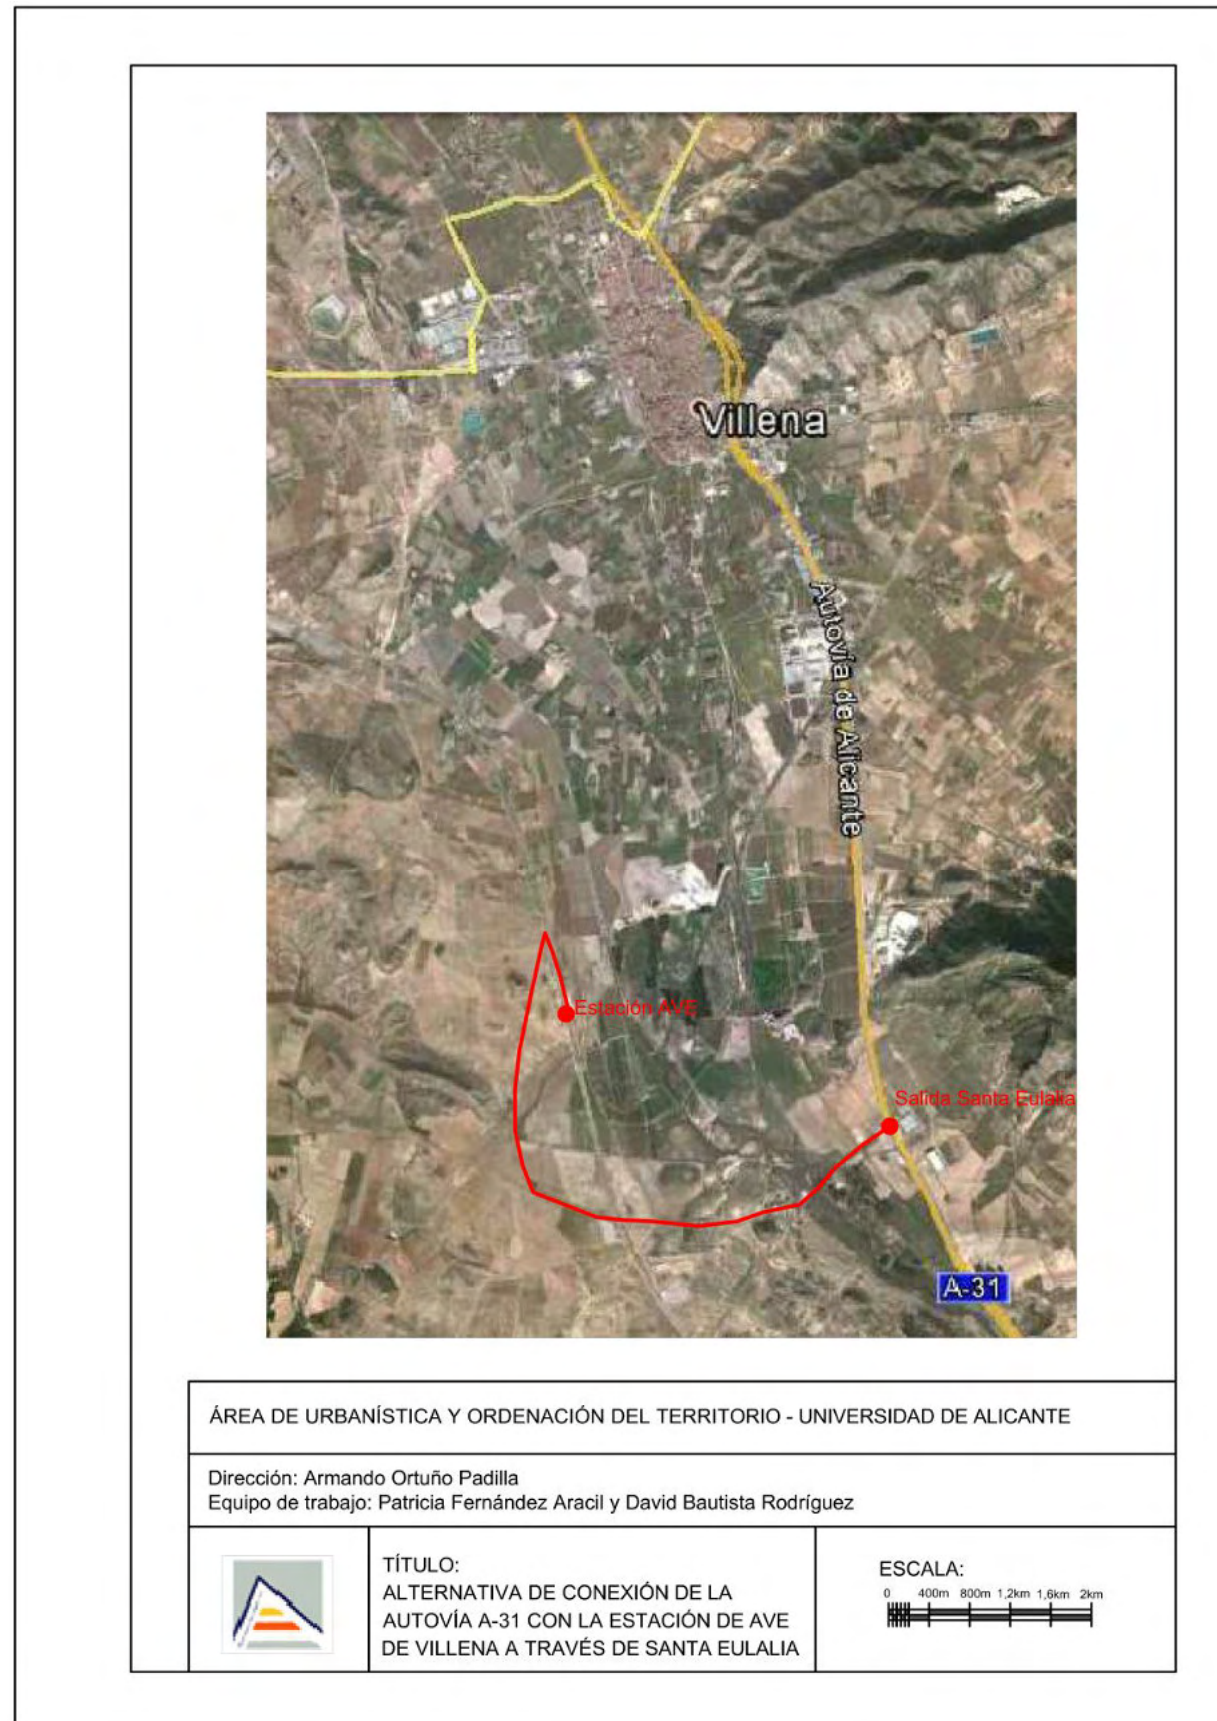 Villena
Autovía de Alicante
Estación AVE
Salida Santa Eulalia
A-31
ÁREA DE URBANÍSTICA Y ORDENACIÓN DEL TERRITORIO - UNIVERSIDAD DE ALICANTE
Dirección: Armando Ortuño Padilla
Equipo de trabajo: Patricia Fernández Aracil y David Bautista Rodríguez
TÍTULO:
ALTERNATIVA DE CONEXIÓN DE LA
AUTOVÍA A-31 CON LA ESTACIÓN DE AVE
DE VILLENA A TRAVÉS DE SANTA EULALIA
ESCALA:
0 400m 800m 1,2km 1,6km 2km